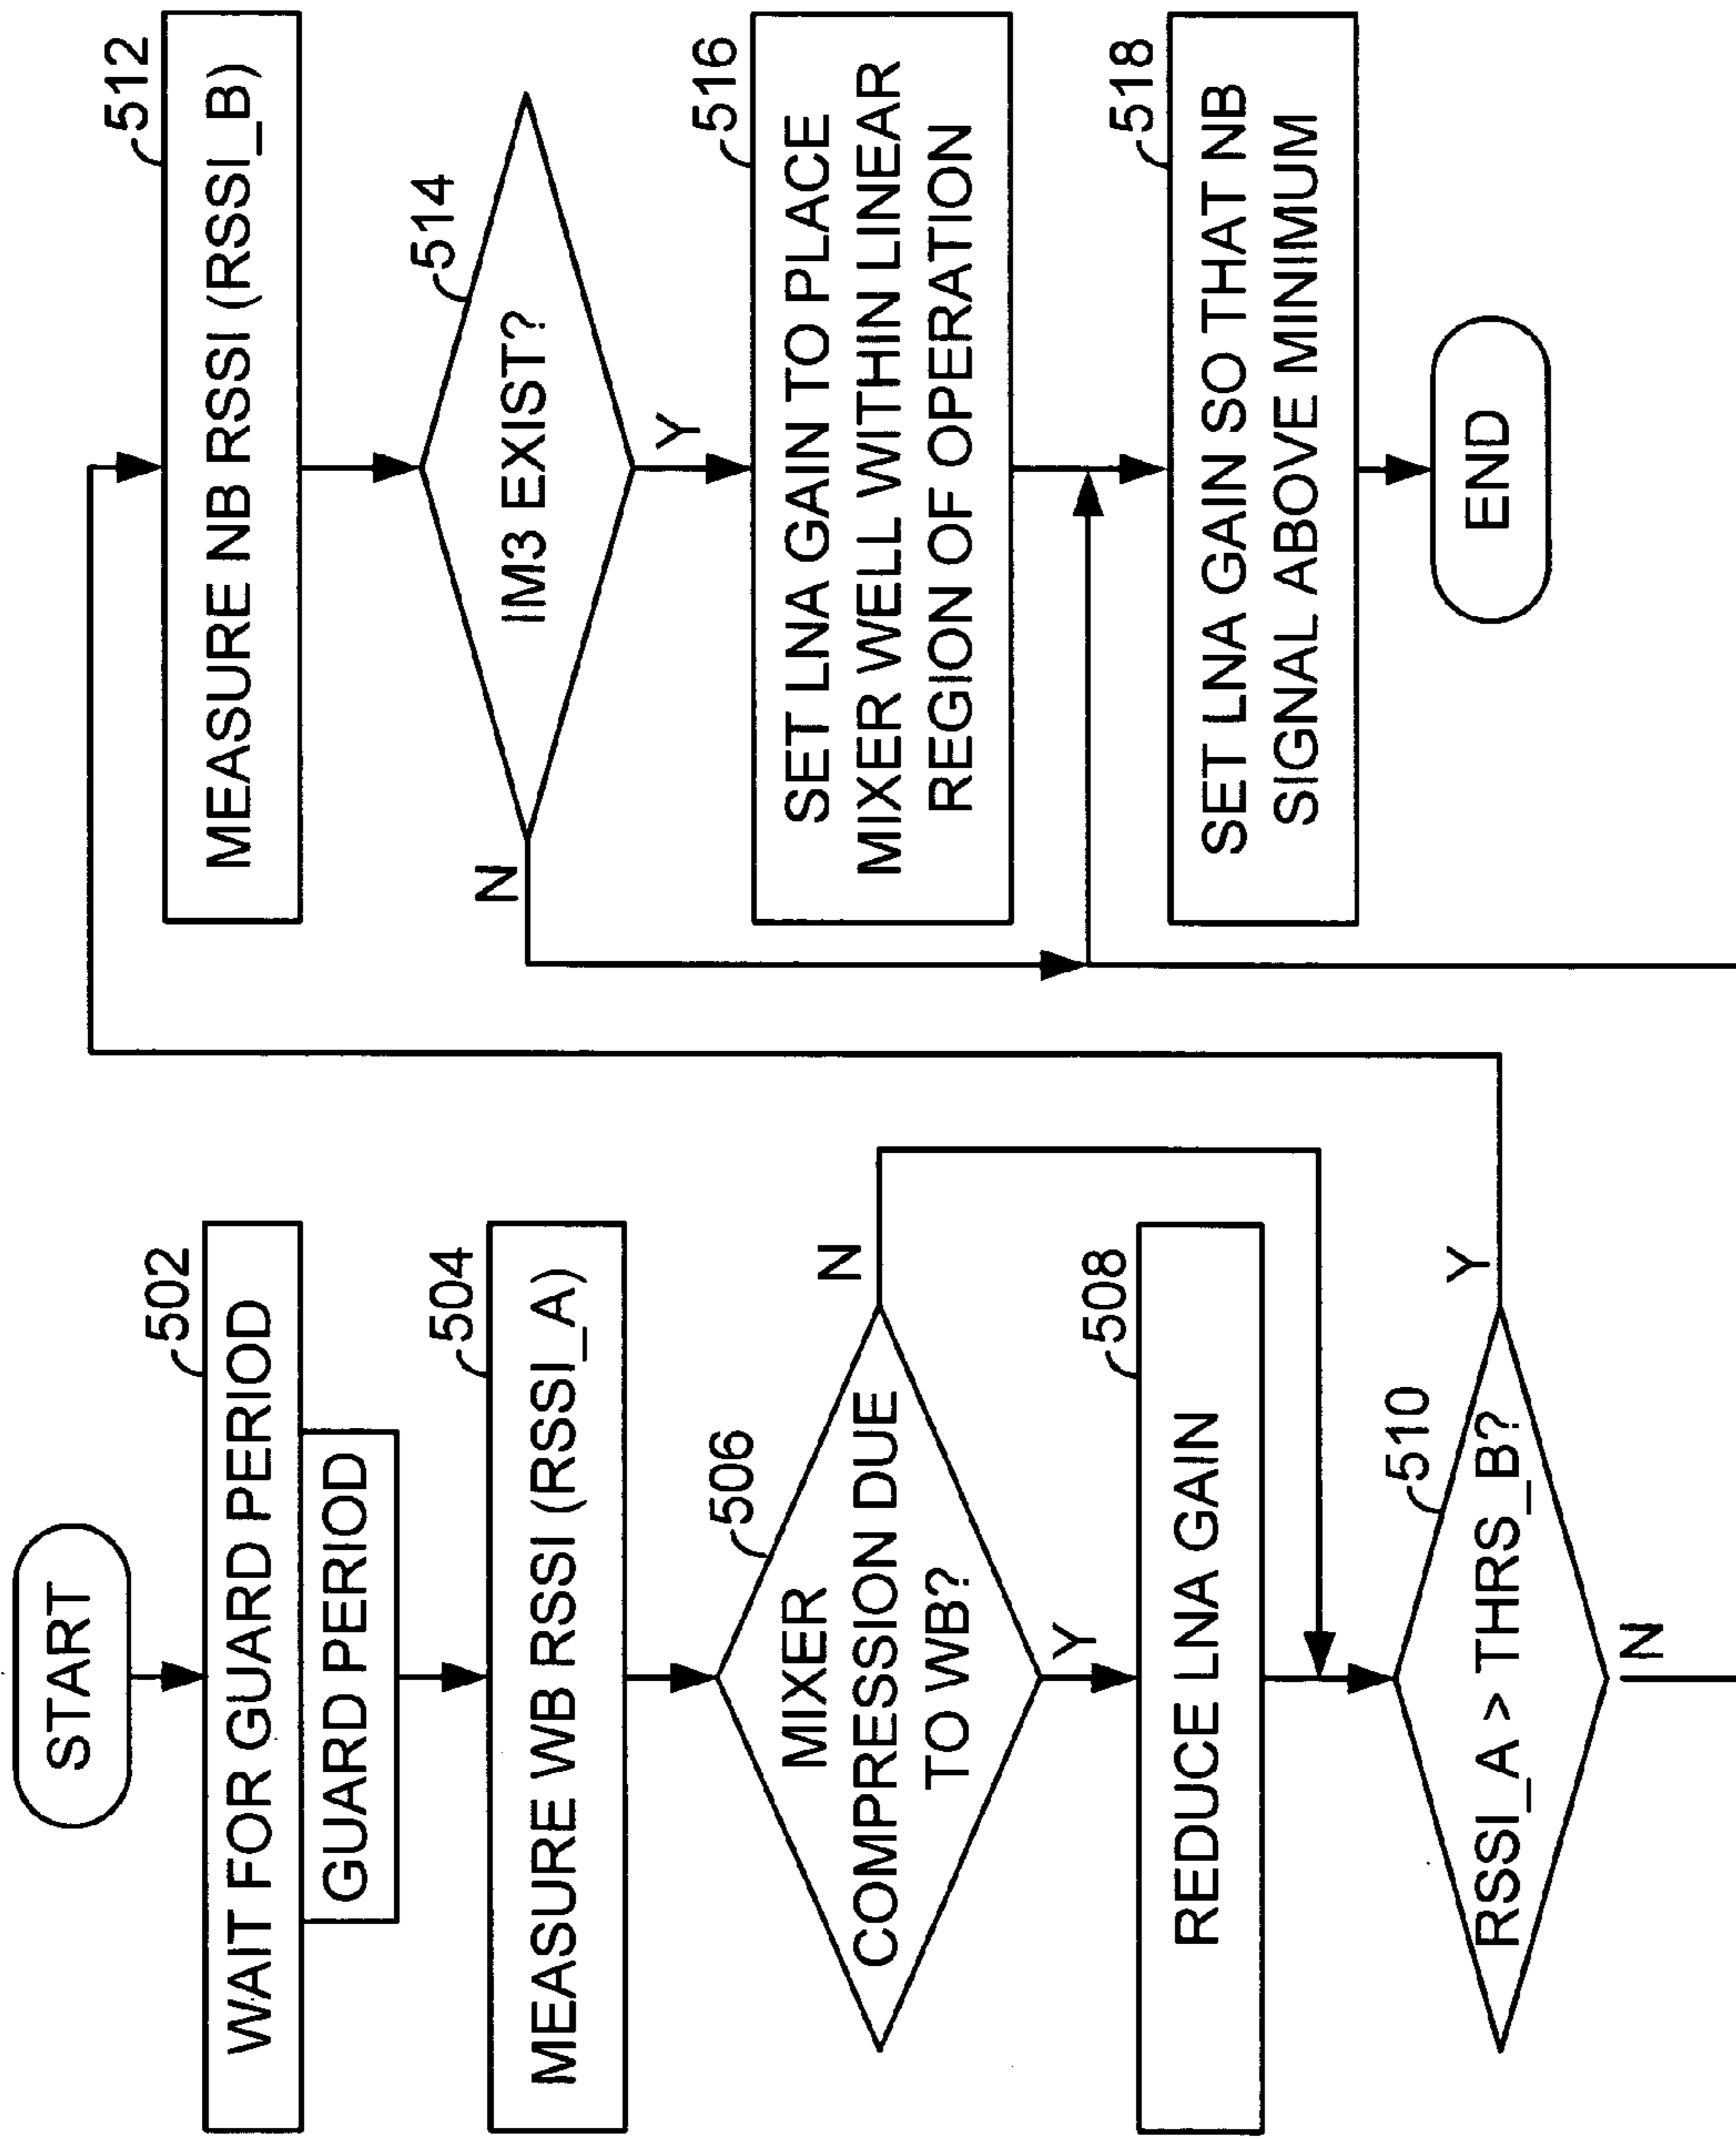 START
502
WAIT FOR GUARD PERIOD
GUARD PERIOD
504
MEASURE WB RSSI (RSSI_A)
506
MIXER
COMPRESSION DUE
TO WB?
N
Y
508
REDUCE LNA GAIN
510
RSSI_A > THRS_B?
Y
N
512
MEASURE NB RSSI (RSSI_B)
514
IM3 EXIST?
N
Y
516
SET LNA GAIN TO PLACE
MIXER WELL WITHIN LINEAR
REGION OF OPERATION
518
SET LNA GAIN SO THAT NB
SIGNAL ABOVE MINIMUM
END